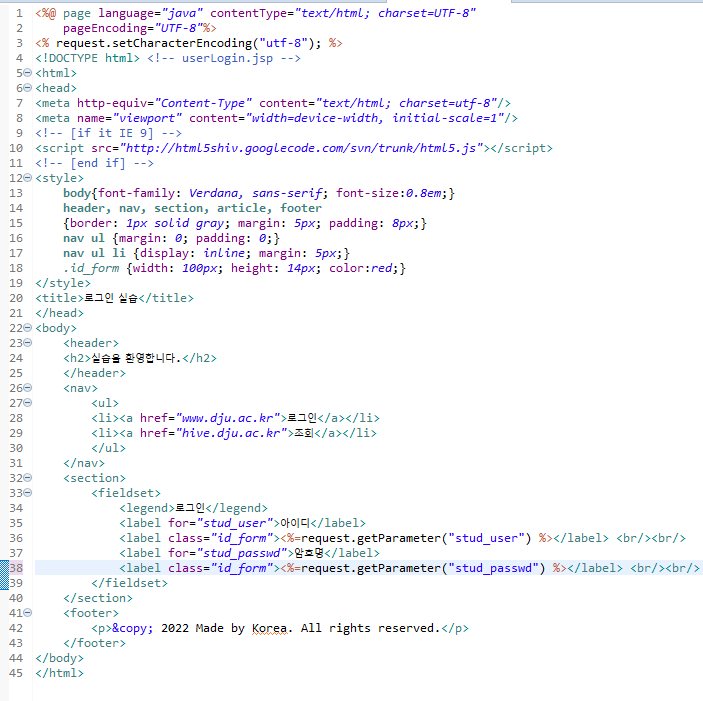 1 <%@ page language="java" contentType="text/html; charset=UTF-8"
2     pageEncoding="UTF-8"%>
3 <% request.setCharacterEncoding("utf-8"); %>
4 <!DOCTYPE html> <!-- userLogin.jsp -->
5 <html>
6 <head>
7 <meta http-equiv="Content-Type" content="text/html; charset=utf-8"/>
8 <meta name="viewport" content="width=device-width, initial-scale=1"/>
9 <!-- [if it IE 9] -->
10 <script src="http://html5shiv.googlecode.com/svn/trunk/html5.js"></script>
11 <!-- [end if] -->
12 <style>
13     body{font-family: Verdana, sans-serif; font-size:0.8em;}
14     header, nav, section, article, footer
15     {border: 1px solid gray; margin: 5px; padding: 8px;}
16     nav ul {margin: 0; padding: 0;}
17     nav ul li {display: inline; margin: 5px;}
18     .id_form {width: 100px; height: 14px; color:red;}
19 </style>
20 <title>로그인 실습</title>
21 </head>
22 <body>
23     <header>
24     <h2>실습을 환영합니다.</h2>
25     </header>
26     <nav>
27         <ul>
28         <li><a href="www.dju.ac.kr">로그인</a></li>
29         <li><a href="hive.dju.ac.kr">조회</a></li>
30         </ul>
31     </nav>
32     <section>
33         <fieldset>
34             <legend>로그인</legend>
35             <label for="stud_user">아이디</label>
36             <label class="id_form"><%=request.getParameter("stud_user") %></label> <br/><br/>
37             <label for="stud_passwd">암호명</label>
38             <label class="id_form"><%=request.getParameter("stud_passwd") %></label> <br/><br/>
39         </fieldset>
40     </section>
41     <footer>
42         <p>&copy; 2022 Made by Korea. All rights reserved.</p>
43     </footer>
44 </body>
45 </html>